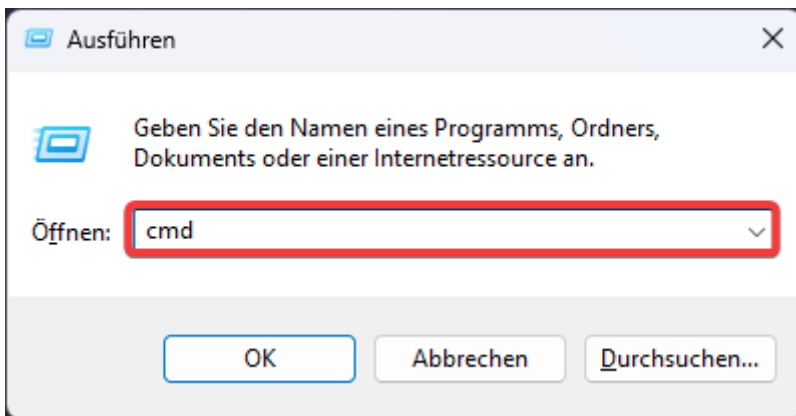 Ausführen
Geben Sie den Namen eines Programms, Ordners,
Dokuments oder einer Internetressource an.
Öffnen: cmd
OK Abbrechen Durchsuchen...